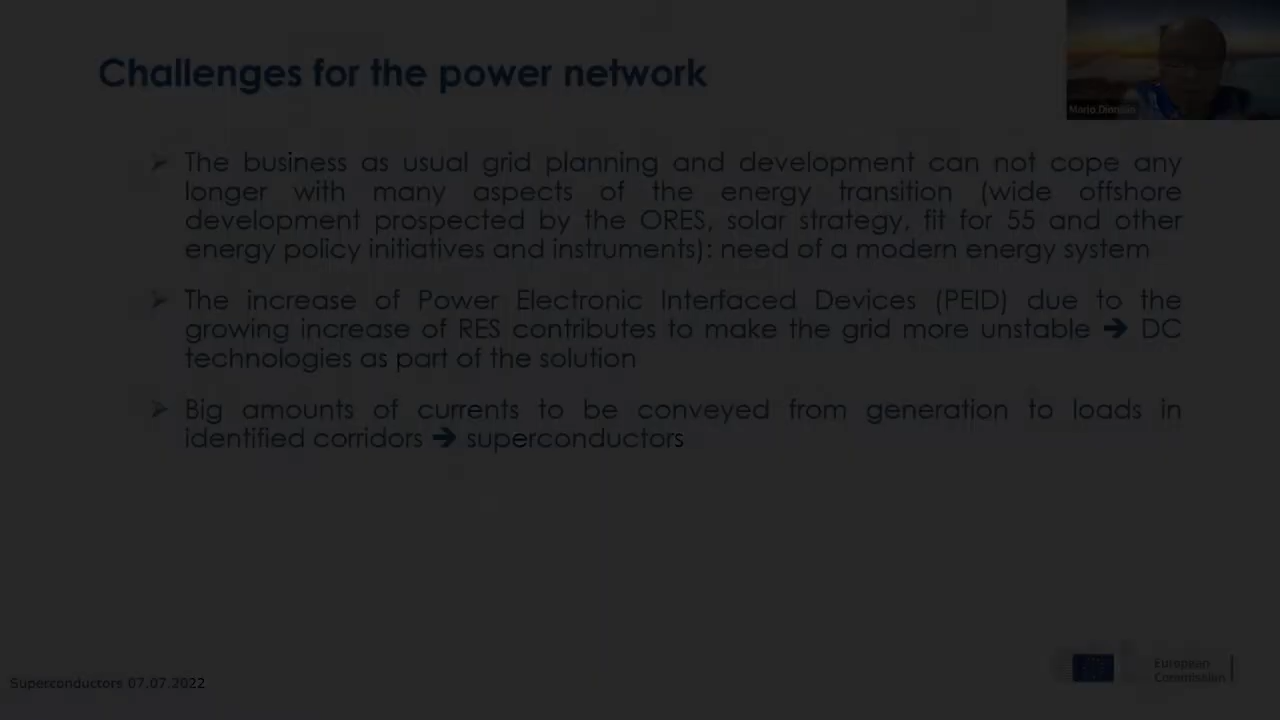 Challenges for the power network
Mario Dionisio
➢ The business as usual grid planning and development can not cope any
longer with many aspects of the energy transition (wide offshore
development prospected by the ORES, solar strategy, fit for 55 and other
energy policy initiatives and instruments): need of a modern energy system
➢ The increase of Power Electronic Interfaced Devices (PEID) due to the
growing increase of RES contributes to make the grid more unstable ➔ DC
technologies as part of the solution
➢ Big amounts of currents to be conveyed from generation to loads in
identified corridors ➔ superconductors
Superconductors 07.07.2022
European
Commission